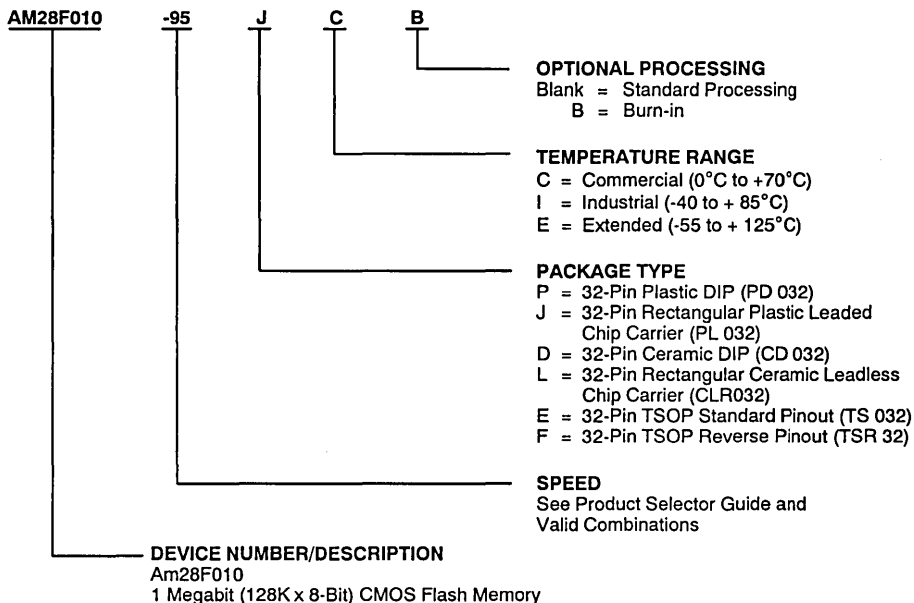 AM28F010 -95 J C B
OPTIONAL PROCESSING
Blank = Standard Processing
B = Burn-in
TEMPERATURE RANGE
C = Commercial (0°C to +70°C)
I = Industrial (-40 to + 85°C)
E = Extended (-55 to + 125°C)
PACKAGE TYPE
P = 32-Pin Plastic DIP (PD 032)
J = 32-Pin Rectangular Plastic Leaded
Chip Carrier (PL 032)
D = 32-Pin Ceramic DIP (CD 032)
L = 32-Pin Rectangular Ceramic Leadless
Chip Carrier (CLR032)
E = 32-Pin TSOP Standard Pinout (TS 032)
F = 32-Pin TSOP Reverse Pinout (TSR 32)
SPEED
See Product Selector Guide and
Valid Combinations
DEVICE NUMBER/DESCRIPTION
Am28F010
1 Megabit (128K x 8-Bit) CMOS Flash Memory